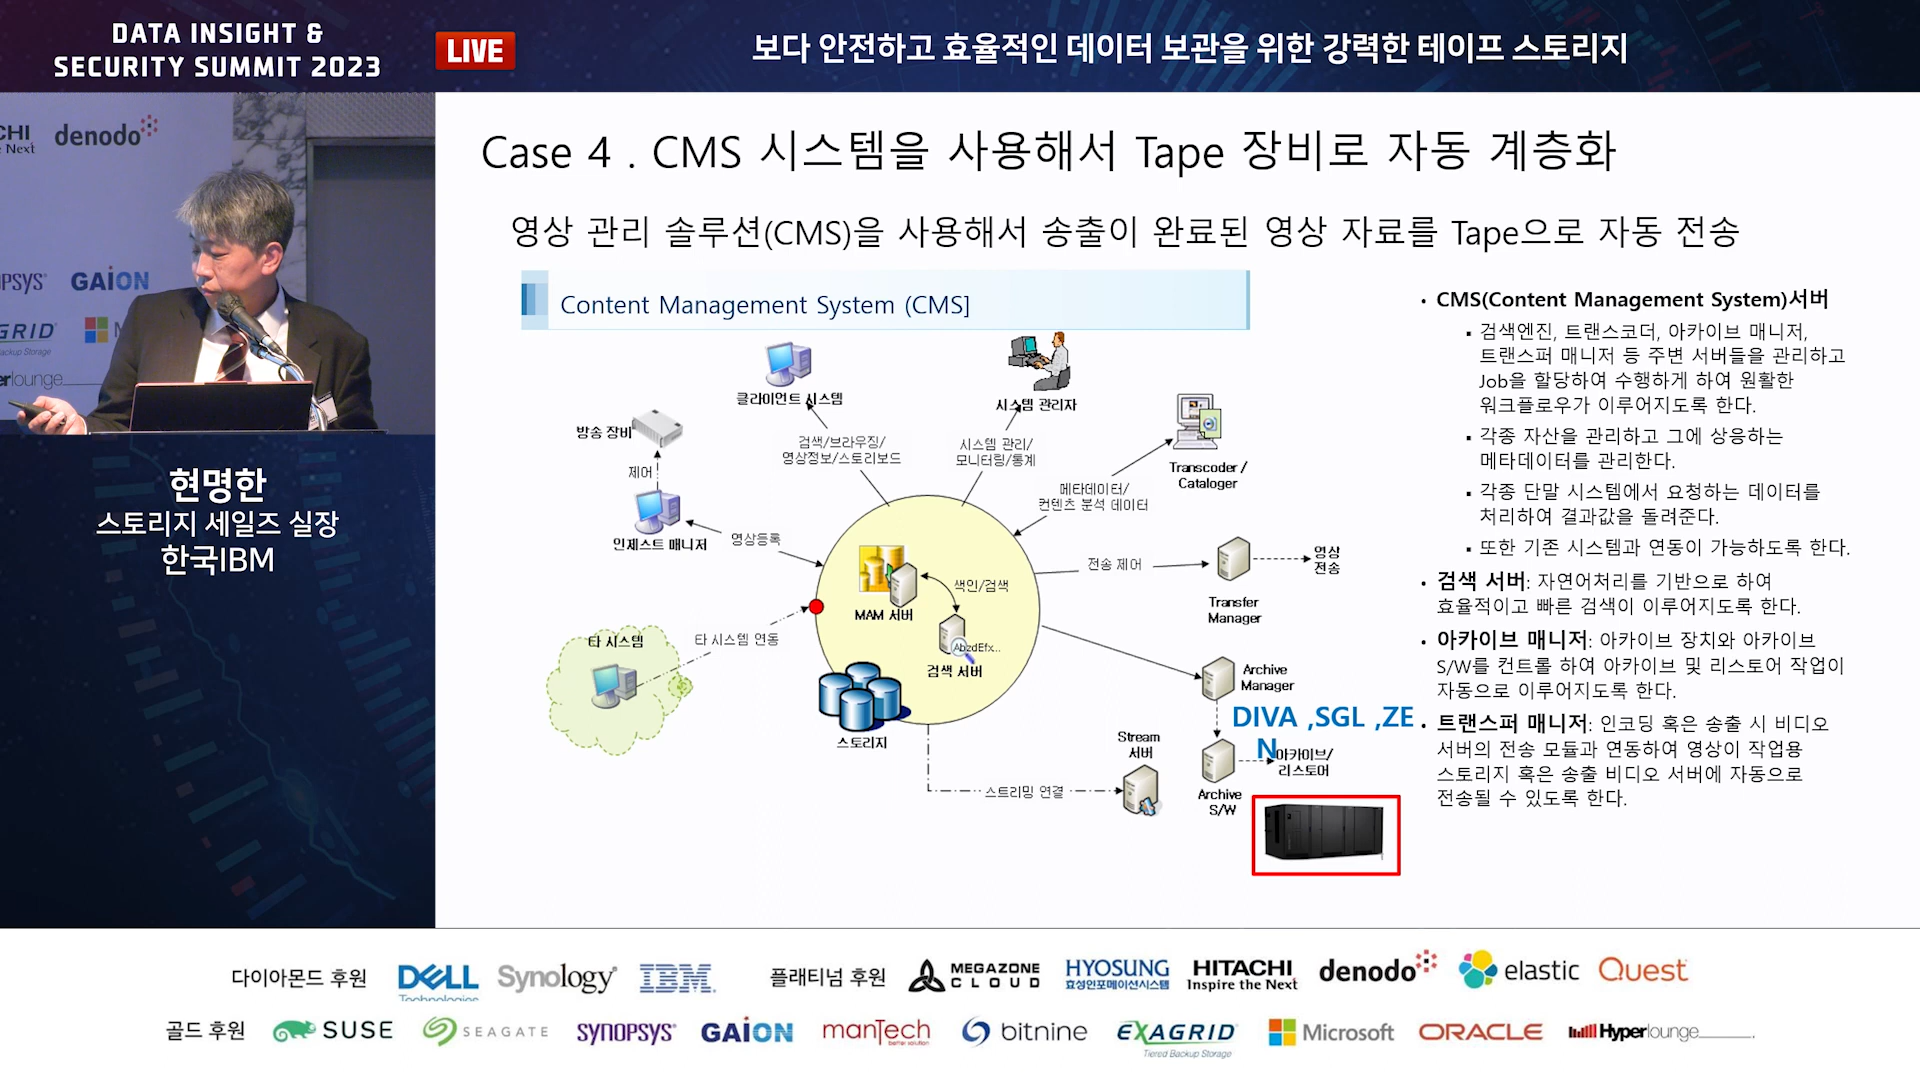 DATA INSIGHT &
SECURITY SUMMIT 2023
LIVE
보다 안전하고 효율적인 데이터 보관을 위한 강력한 테이프 스토리지
CHI
e Next
denodo
PSYS
GAiON
GRID
ackup Storage
M
erlounge
현명한
스토리지 세일즈 실장
한국IBM
Case 4 . CMS 시스템을 사용해서 Tape 장비로 자동 계층화
영상 관리 솔루션(CMS)을 사용해서 송출이 완료된 영상 자료를 Tape으로 자동 전송
Content Management System (CMS]
클라이언트 시스템
시스템 관리자
방송 장비
제어
검색/브라우징/
영상정보/스토리보드
시스템 관리/
모니터링/통계
Transcoder /
Cataloger
메타데이터/
컨텐츠 분석 데이터
인제스트 매니저
영상등록
전송 제어
영상
전송
색인/검색
MAM 서버
Transfer
Manager
타 시스템
타 시스템 연동
AbzdEfx..
검색 서버
Archive
Manager
스토리지
DIVA ,SGL ,ZE
N
Stream
서버
아카이브/
리스토머
스트리밍 연결
Archive
S/W
• CMS(Content Management System)서버
▪ 검색엔진, 트랜스코더, 아카이브 매니저,
트랜스퍼 매니저 등 주변 서버들을 관리하고
Job을 할당하여 수행하게 하여 원활한
워크플로우가 이루어지도록 한다.
▪ 각종 자산을 관리하고 그에 상응하는
메타데이터를 관리한다.
▪ 각종 단말 시스템에서 요청하는 데이터를
처리하여 결과값을 돌려준다.
▪ 또한 기존 시스템과 연동이 가능하도록 한다.
• 검색 서버: 자연어처리를 기반으로 하여
효율적이고 빠른 검색이 이루어지도록 한다.
• 아카이브 매니저: 아카이브 장치와 아카이브
S/W를 컨트롤 하여 아카이브 및 리스토어 작업이
자동으로 이루어지도록 한다.
• 트랜스퍼 매니저: 인코딩 혹은 송출 시 비디오
서버의 전송 모듈과 연동하여 영상이 작업용
스토리지 혹은 송출 비디오 서버에 자동으로
전송될 수 있도록 한다.
다이아몬드 후원
DELL
Technologies
Synology
IBM
플래티넘 후원
MEGAZONE
CLOUD
HYOSUNG
효성인포메이션시스템
HITACHI
Inspire the Next
denodo
elastic
Quest
골드 후원
SUSE
SEAGATE
SYNOPSYS
GAiON
manTech
better solution
bitnine
EXAGRID
Tiered Backup Storage
Microsoft
ORACLE
Hyperlounge